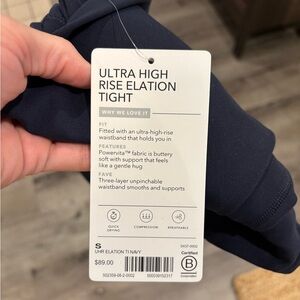 ULTRA HIGH
RISE ELATION
TIGHT
WHY WE LOVE IT
FIT
Fitted with an ultra-high-rise
waistband that holds you in
FEATURES
Powervita™ fabric is buttery
soft with support that feels
like a gentle hug
FAVE
Three-layer unpinchable
waistband smooths and supports
QUICK
DRYING
COMPRESSION
BREATHABLE
S
UHR ELATION TI NAVY
$89.00
Certified
B
Corporation